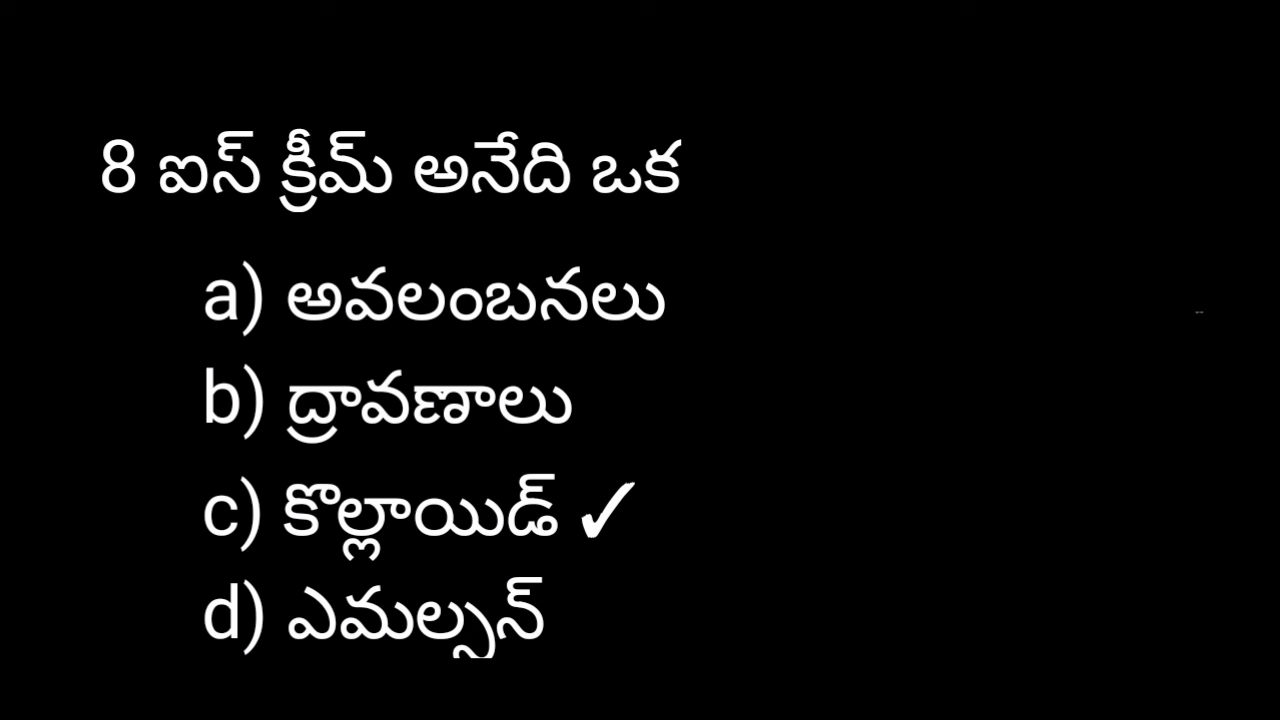 8 ఐస్ క్రీమ్ అనేది ఒక
a) అవలంబనలు
b) ద్రావణాలు
c) కొల్లాయిడ్ ✓
d) ఎమల్సన్